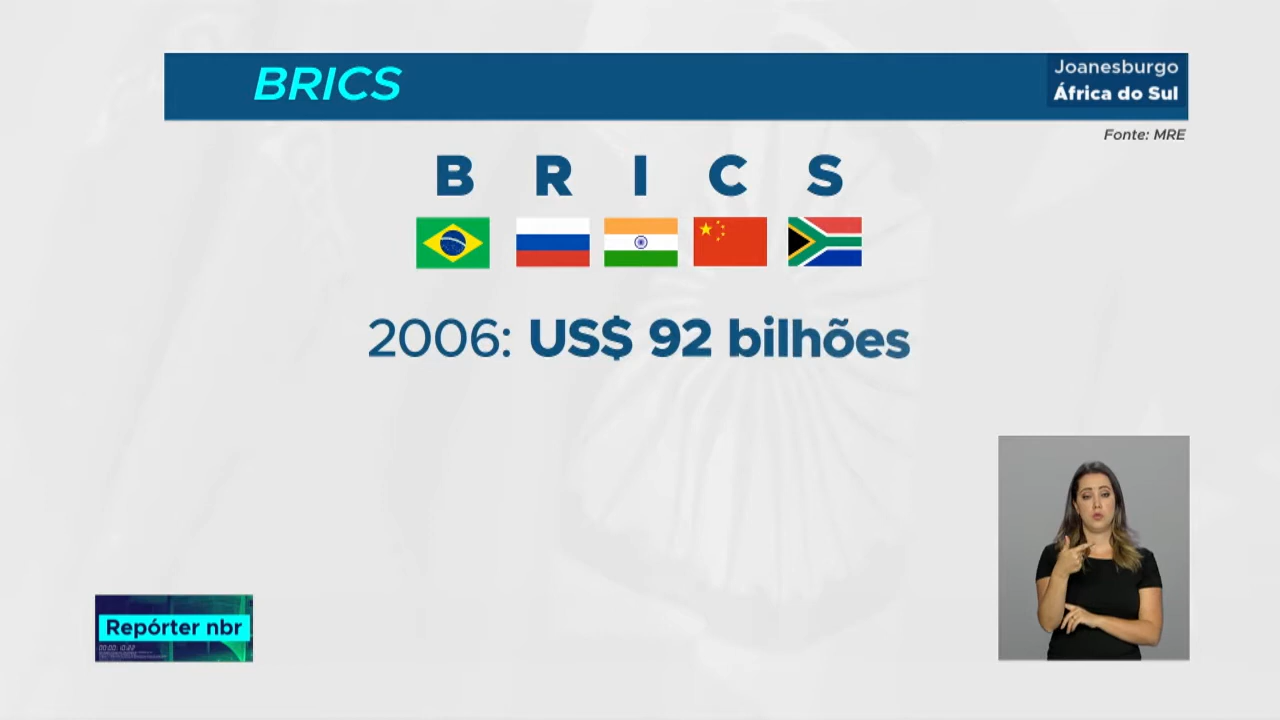 BRICS
Joanesburgo
África do Sul
Fonte: MRE
B R I C S
2006: US$ 92 bilhões
Repórter nbr